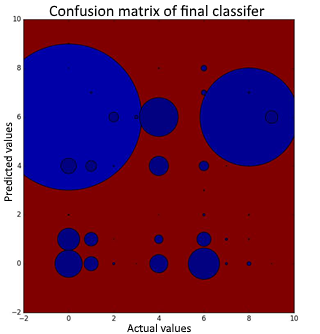 Confusion matrix of final classifer
10
8
6
4
2
0
−2
−2 0 2 4 6 8 10
Predicted values
Actual values